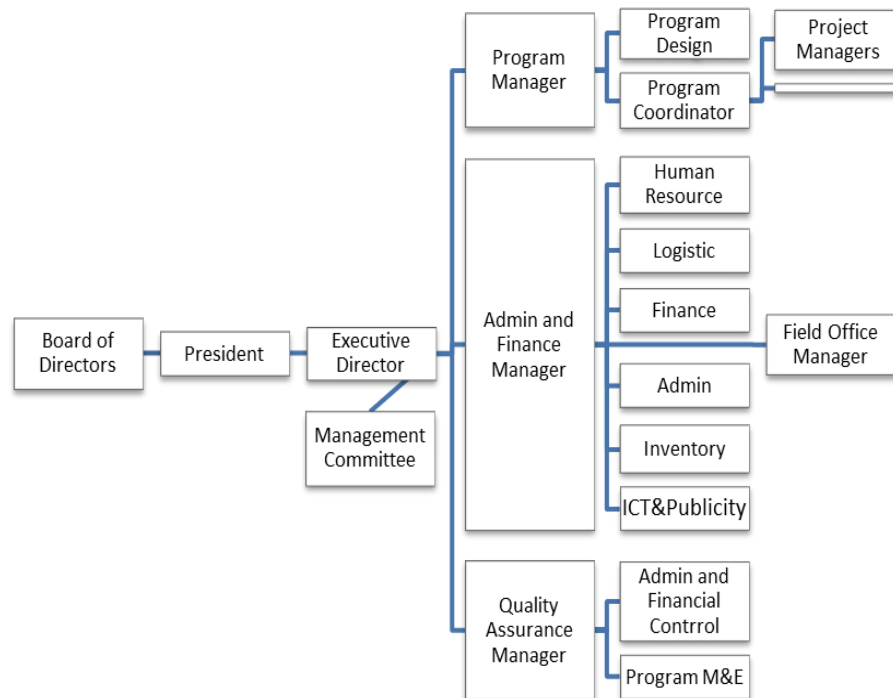 Board of
Directors
President
Executive
Director
Management
Committee
Program
Manager
Program
Design
Program
Coordinator
Project
Managers
Admin and
Finance
Manager
Human
Resource
Logistic
Finance
Admin
Inventory
ICT&Publicity
Field Office
Manager
Quality
Assurance
Manager
Admin and
Financial
Contrrol
Program M&E